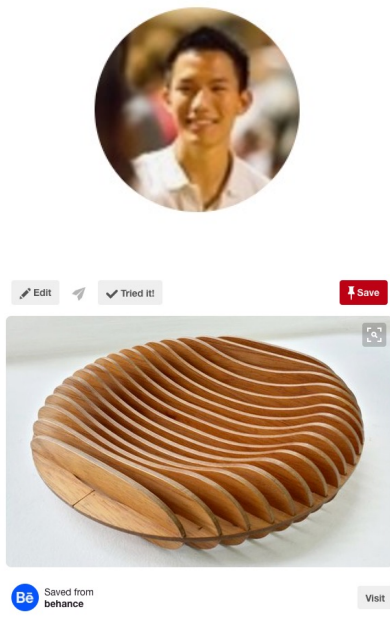 Edit
Tried it!
Save
Bē
Saved from
behance
Visit